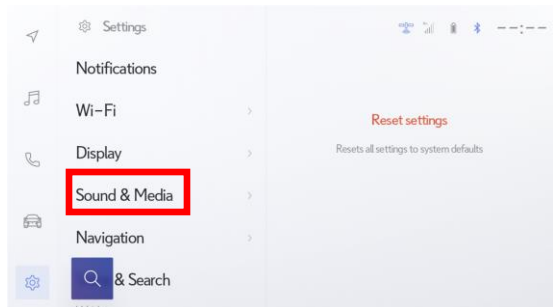 Settings
--:--
Notifications
Wi-Fi
Display
Sound & Media
Navigation
& Search
Reset settings
Resets all settings to system defaults